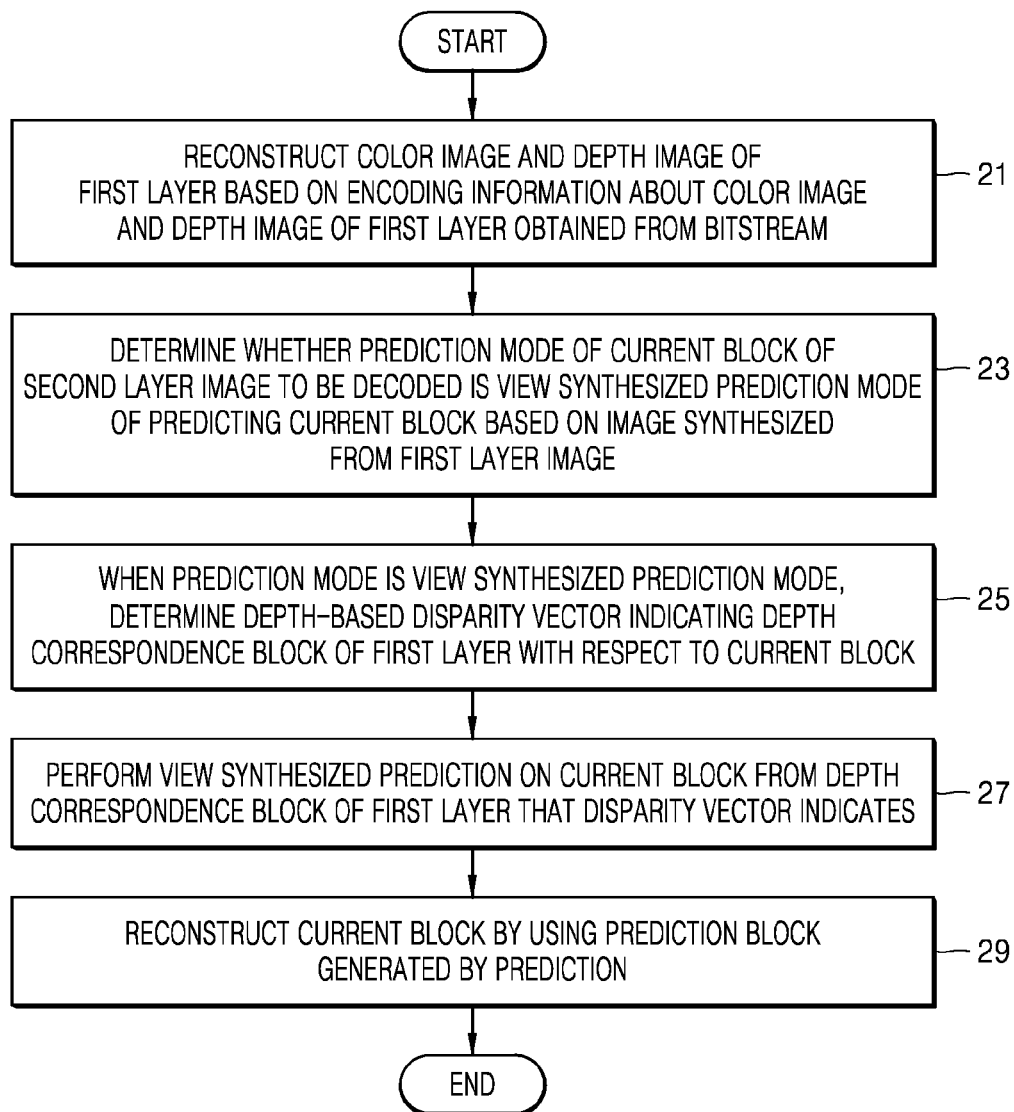 START
RECONSTRUCT COLOR IMAGE AND DEPTH IMAGE OF
FIRST LAYER BASED ON ENCODING INFORMATION ABOUT COLOR IMAGE
AND DEPTH IMAGE OF FIRST LAYER OBTAINED FROM BITSTREAM
21
DETERMINE WHETHER PREDICTION MODE OF CURRENT BLOCK OF
SECOND LAYER IMAGE TO BE DECODED IS VIEW SYNTHESIZED PREDICTION MODE
OF PREDICTING CURRENT BLOCK BASED ON IMAGE SYNTHESIZED
FROM FIRST LAYER IMAGE
23
WHEN PREDICTION MODE IS VIEW SYNTHESIZED PREDICTION MODE,
DETERMINE DEPTH-BASED DISPARITY VECTOR INDICATING DEPTH
CORRESPONDENCE BLOCK OF FIRST LAYER WITH RESPECT TO CURRENT BLOCK
25
PERFORM VIEW SYNTHESIZED PREDICTION ON CURRENT BLOCK FROM DEPTH
CORRESPONDENCE BLOCK OF FIRST LAYER THAT DISPARITY VECTOR INDICATES
27
RECONSTRUCT CURRENT BLOCK BY USING PREDICTION BLOCK
GENERATED BY PREDICTION
29
END